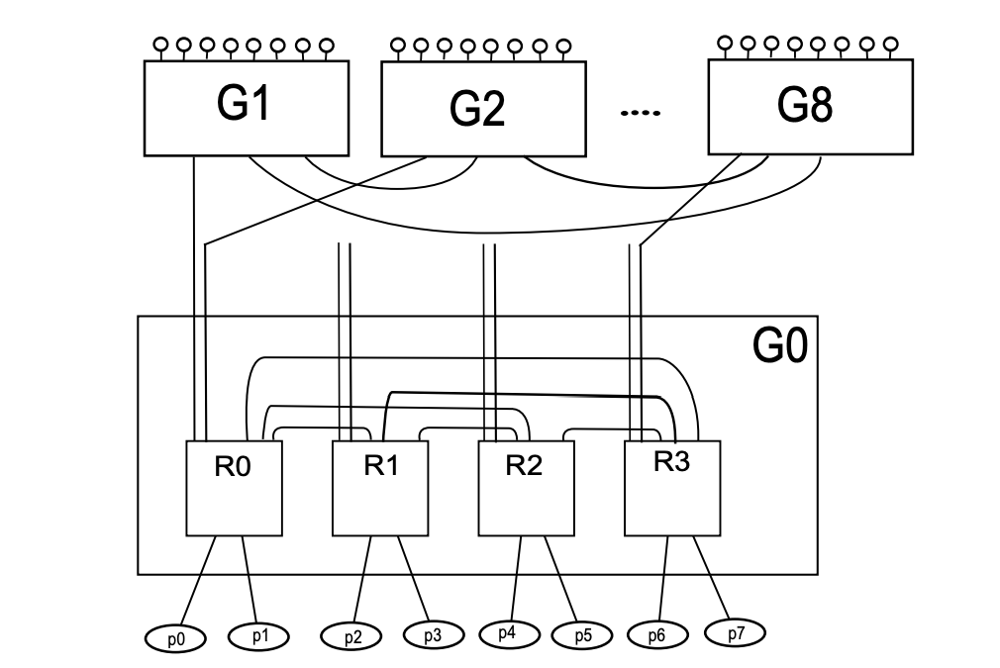 G1 G2 .... G8
G0
R0 R1 R2 R3
p0 p1 p2 p3 p4 p5 p6 p7